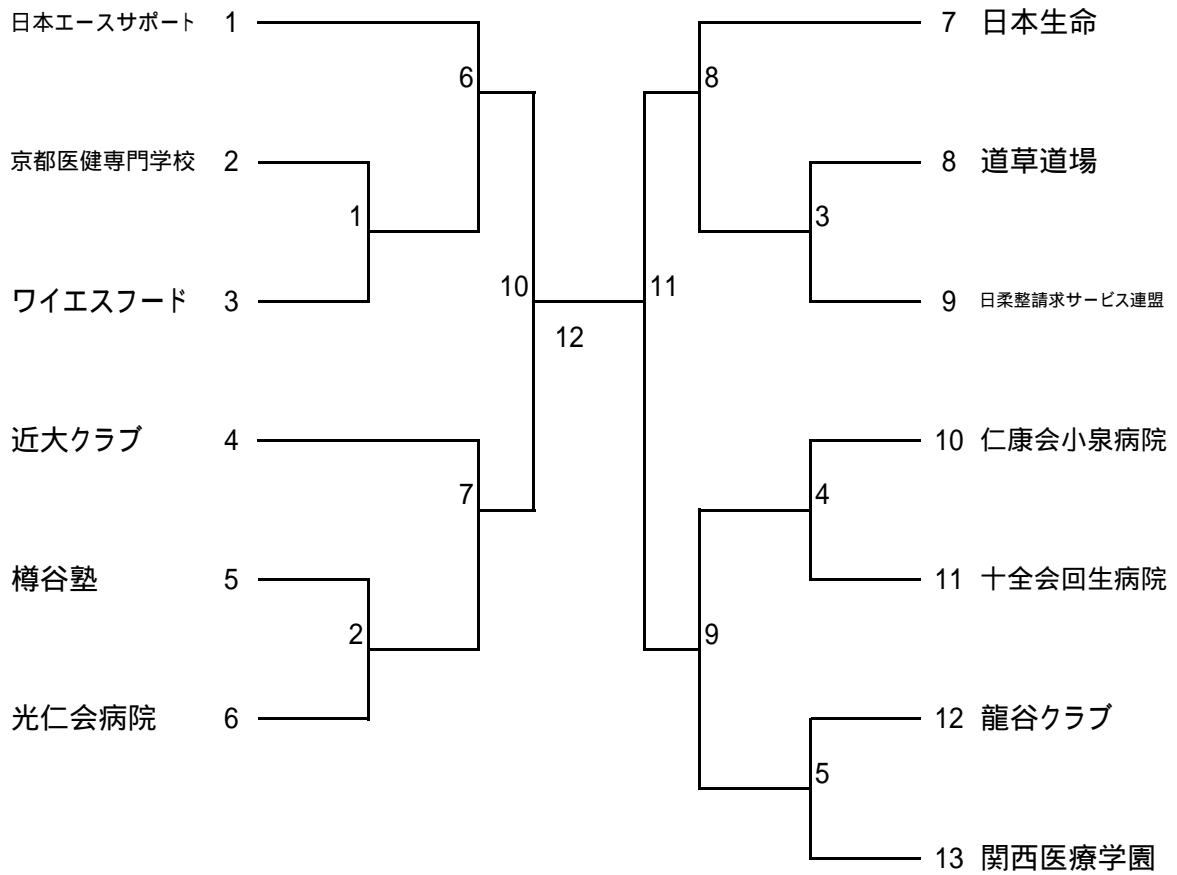 日本エースサポート 1
京都医健専門学校 2
ワイエスフード 3
近大クラブ 4
樽谷塾 5
光仁会病院 6
6
1
10
12
7
2
8
3
11
4
9
5
7 日本生命
8 道草道場
9 日柔整請求サービス連盟
10 仁康会小泉病院
11 十全会回生病院
12 龍谷クラブ
13 関西医療学園